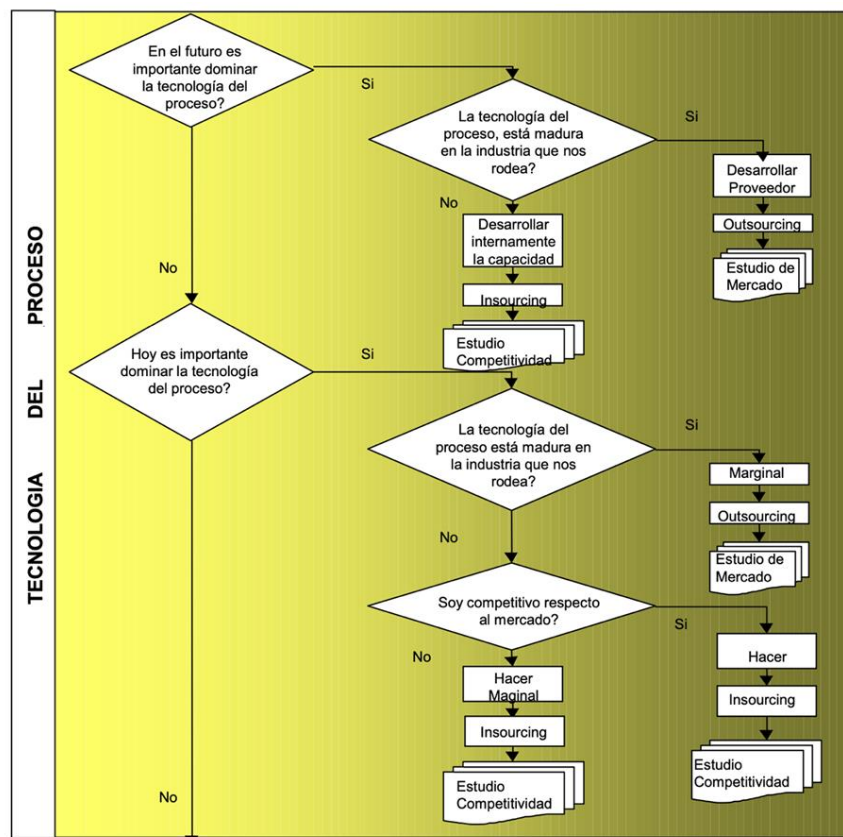 TECNOLOGIA DEL PROCESO
En el futuro es
importante dominar
la tecnología del
proceso?
Si
La tecnología del
proceso, está madura
en la industria que nos
rodea?
Si
Desarrollar
Proveedor
Outsourcing
Estudio de
Mercado
No
Desarrollar
internamente
la capacidad
Insourcing
Estudio
Competitividad
No
Hoy es importante
dominar la tecnología
del proceso?
Si
La tecnología del
proceso está madura en
la industria que nos
rodea?
Si
Marginal
Outsourcing
Estudio de
Mercado
No
Soy competitivo respecto
al mercado?
Si
Hacer
Insourcing
Estudio
Competitividad
No
Hacer
Maginal
Insourcing
Estudio
Competitividad
No